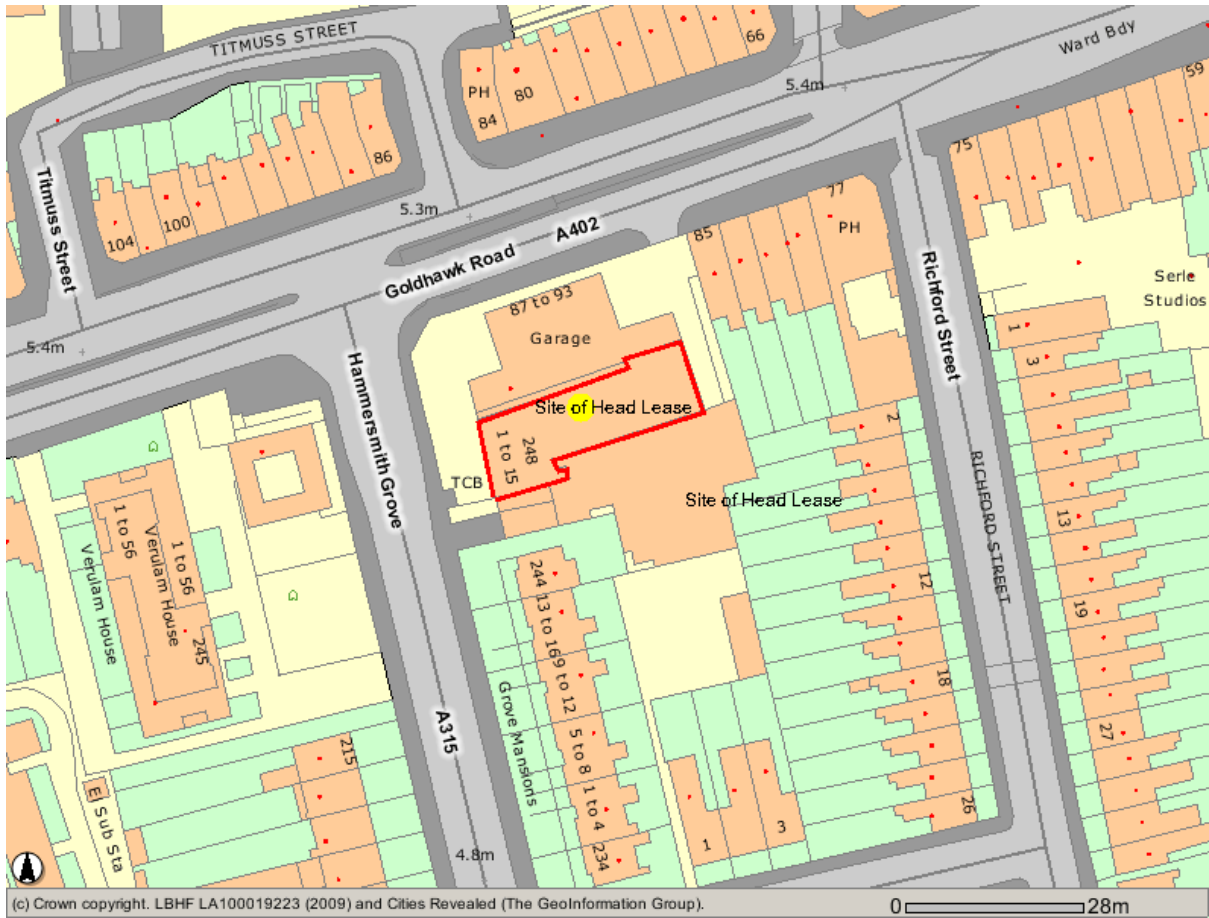 TITMUSS STREET
66
Ward Bdy
PH
80
84
5.4m
59
75
86
Titmuss Street
5.3m
104
100
77
85
PH
Goldhawk Road
A402
Richford Street
Serle
Studios
87 to 93
Garage
5.4m
1
3
Hammersmith Grove
Site of Head Lease
2
248
1 to 15
TCB
RICHFORD STREET
Site of Head Lease
13
1 to 56
1 to 56
Verulam House
Verulam House
245
244
13 to 16
9 to 12
5 to 8
1 to 4
234
Grove Mansions
12
19
18
A315
27
215
El Sub Sta
26
1
3
4.8m
(c) Crown copyright. LBHF LA100019223 (2009) and Cities Revealed (The GeoInformation Group).
0
28m